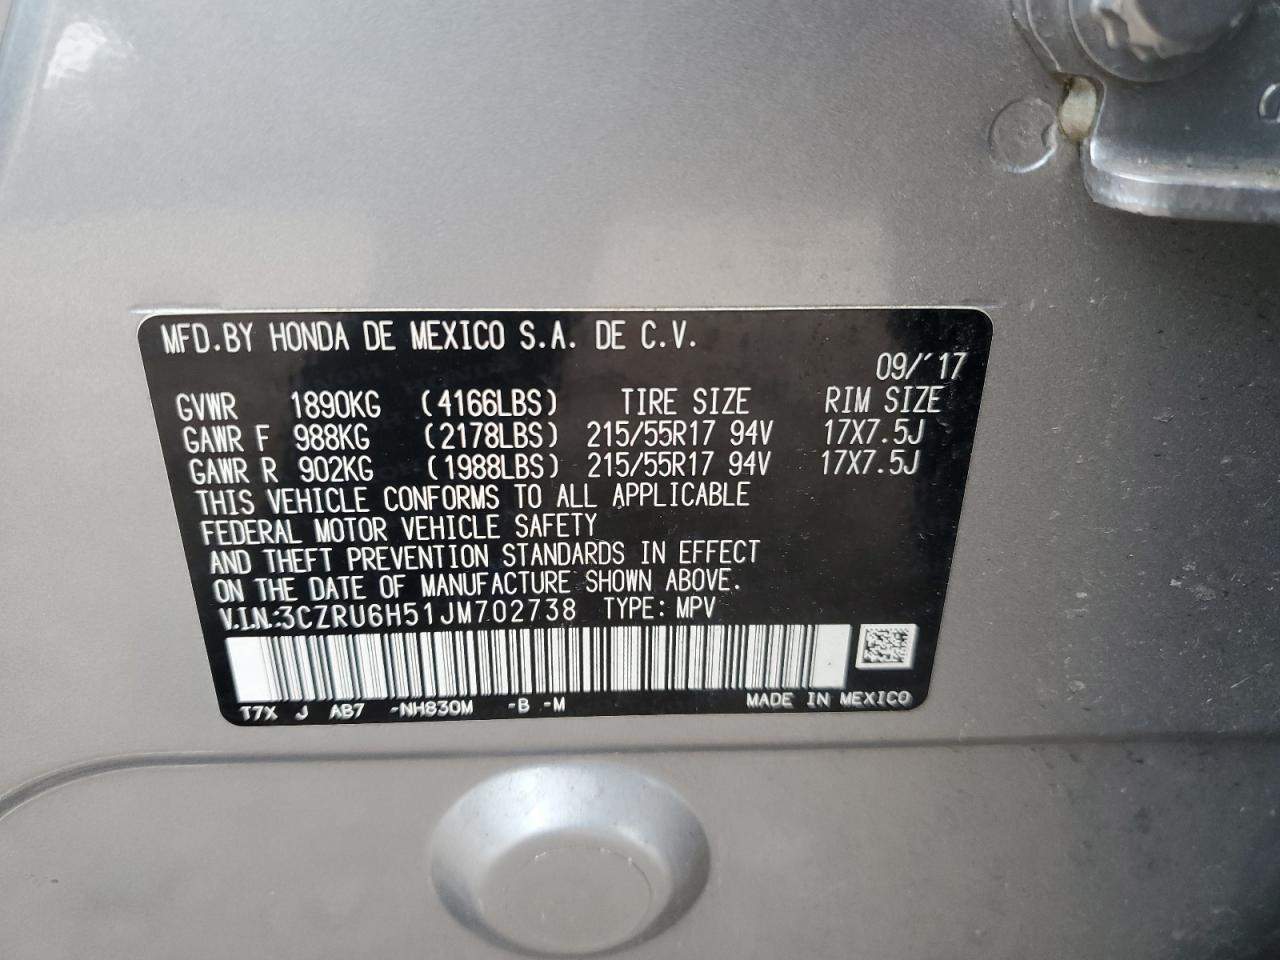 MFD.BY HONDA DE MEXICO S.A. DE C.V.
09/'17
GVWR 1890KG (4166LBS) TIRE SIZE RIM SIZE
GAWR F 988KG (2178LBS) 215/55R17 94V 17X7.5J
GAWR R 902KG (1988LBS) 215/55R17 94V 17X7.5J
THIS VEHICLE CONFORMS TO ALL APPLICABLE
FEDERAL MOTOR VEHICLE SAFETY
AND THEFT PREVENTION STANDARDS IN EFFECT
ON THE DATE OF MANUFACTURE SHOWN ABOVE.
V.I.N.:3CZRU6H51JM702738 TYPE: MPV
T7X J AB7 -NH830M -B -M MADE IN MEXICO